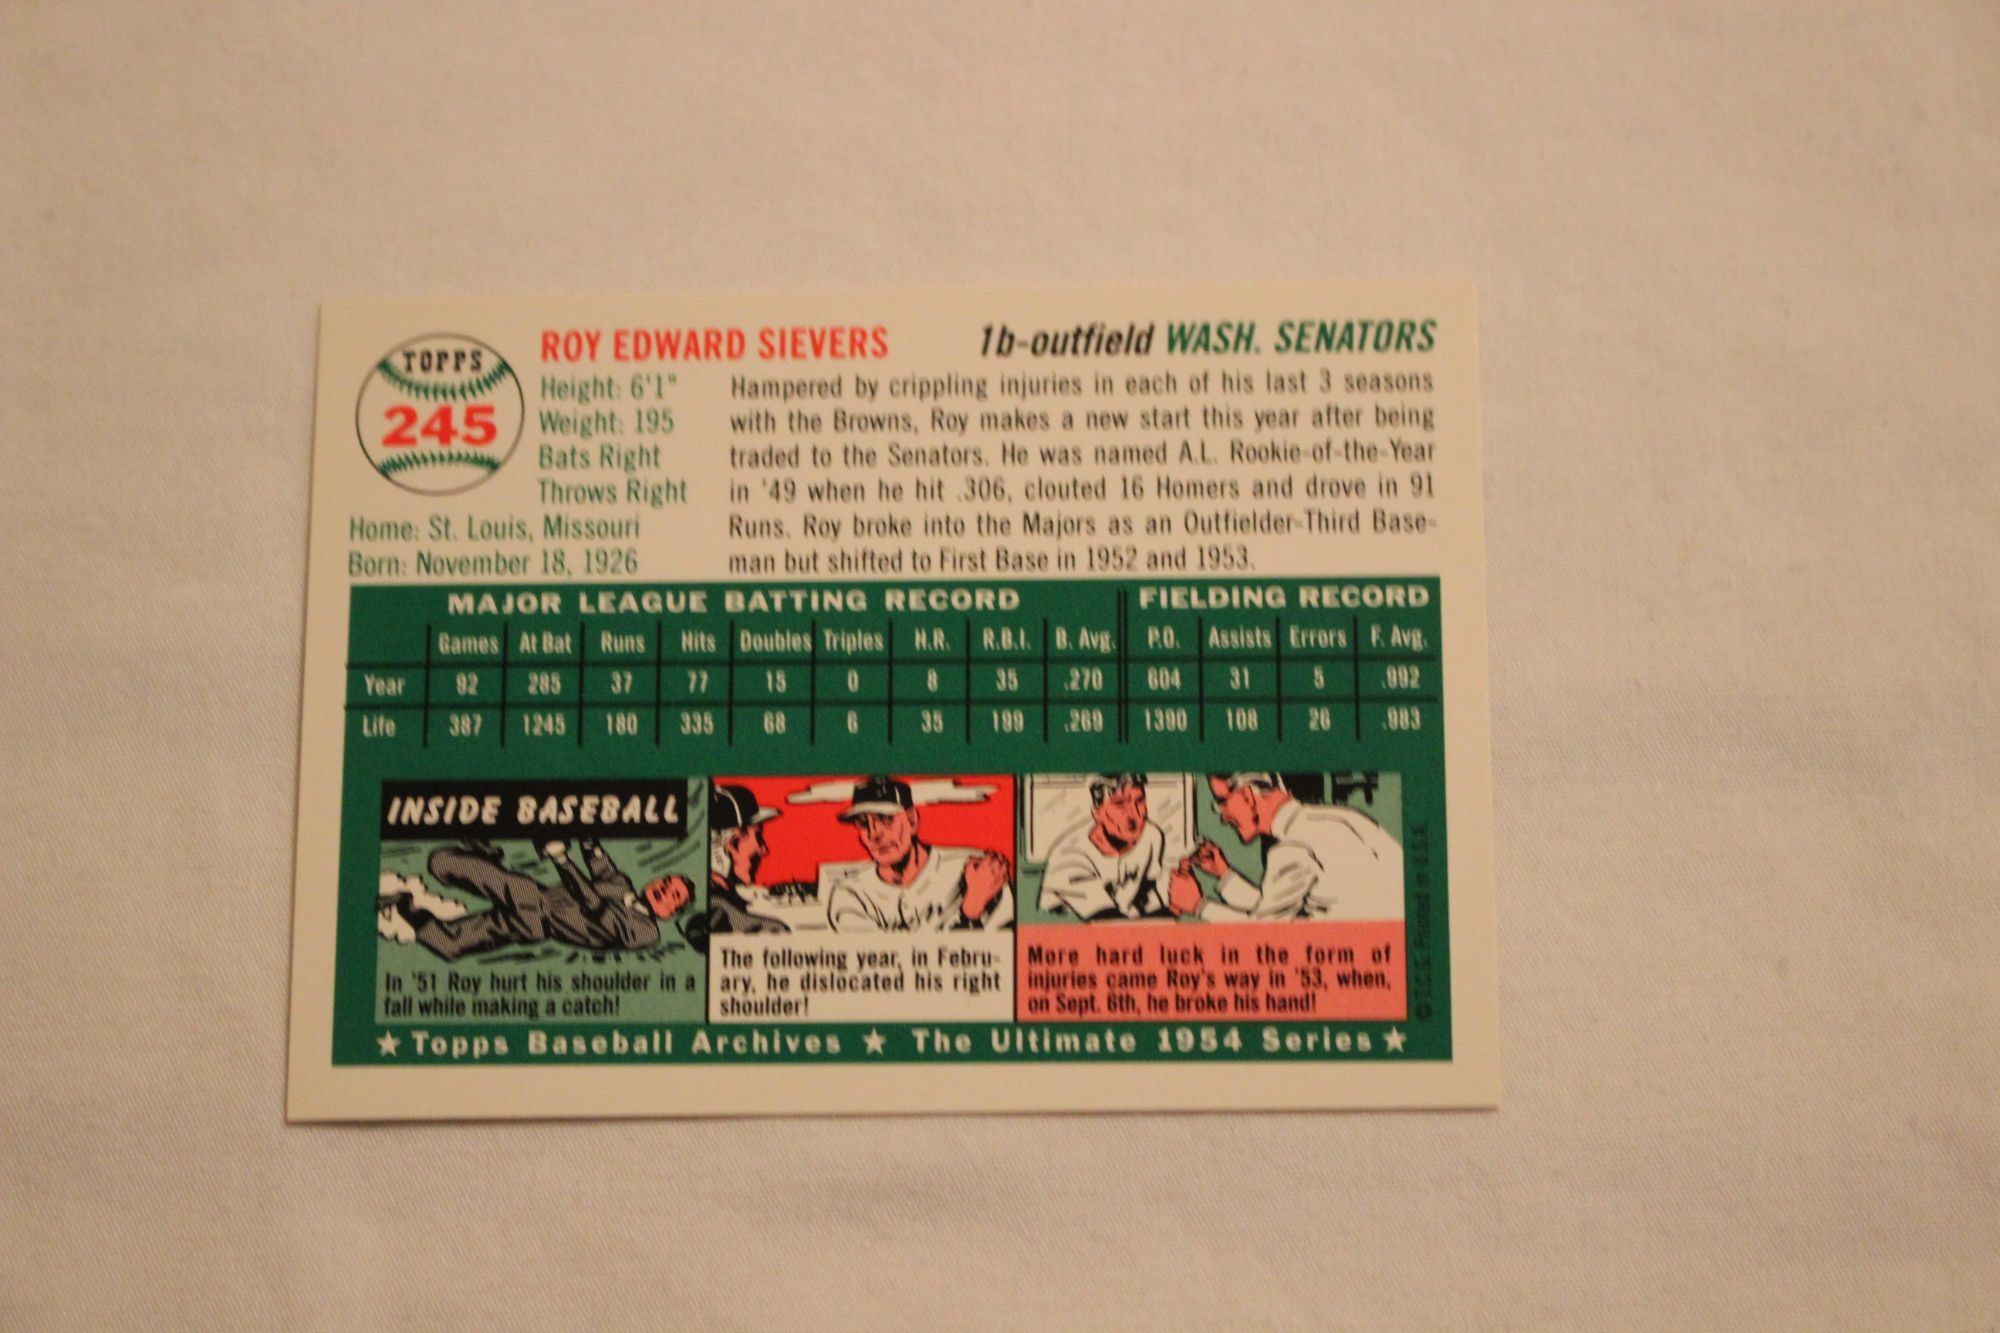 TOPPS
245
ROY EDWARD SIEVERS
1b-outfield WASH. SENATORS
Height: 6'1"
Weight: 195
Bats Right
Throws Right
Home: St. Louis, Missouri
Born: November 18, 1926
Hampered by crippling injuries in each of his last 3 seasons
with the Browns, Roy makes a new start this year after being
traded to the Senators. He was named A.L. Rookie-of-the-Year
in '49 when he hit .306, clouted 16 Homers and drove in 91
Runs. Roy broke into the Majors as an Outfielder-Third Base-
man but shifted to First Base in 1952 and 1953.
MAJOR LEAGUE BATTING RECORD FIELDING RECORD
Games At Bat Runs Hits Doubles Triples H.R. R.B.I. B. Avg. P.O. Assists Errors F. Avg.
Year 92 285 37 77 15 0 8 35 .270 604 31 5 .992
Life 387 1245 180 335 68 6 35 199 .269 1390 108 26 .983
INSIDE BASEBALL
In '51 Roy hurt his shoulder in a
fall while making a catch!
The following year, in Febru-
ary, he dislocated his right
shoulder!
More hard luck in the form of
injuries came Roy's way in '53, when,
on Sept. 6th, he broke his hand!
© T.C.G. Printed in U.S.A.
★ Topps Baseball Archives ★ The Ultimate 1954 Series ★